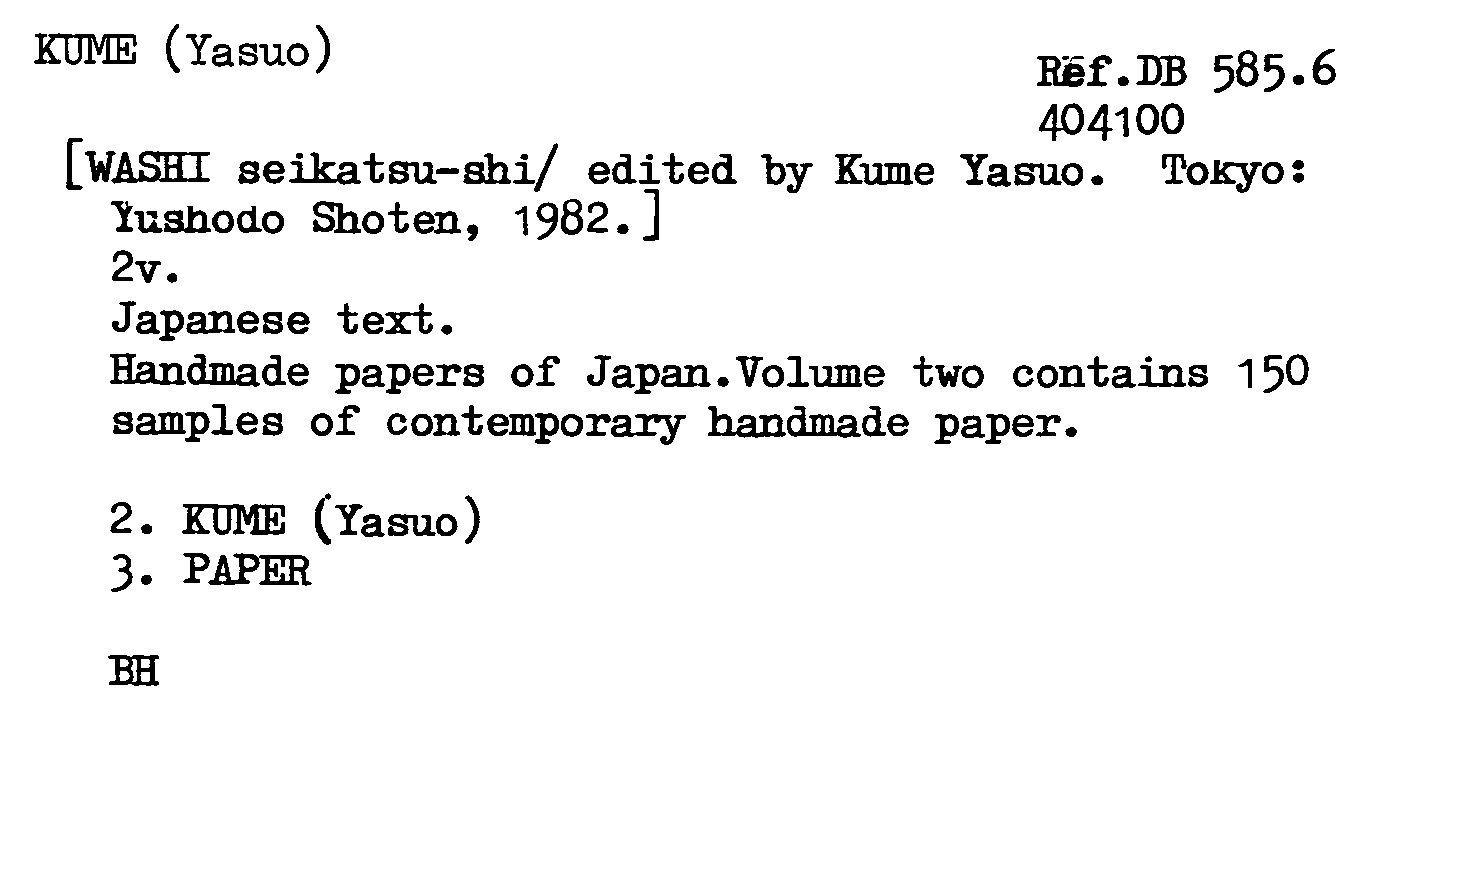 KUME (Yasuo)
Ref.DB 585.6
404100
[WASHI seikatsu-shi/ edited by Kume Yasuo. Tokyo:
Yushodo Shoten, 1982.]
2v.
Japanese text.
Handmade papers of Japan.Volume two contains 150
samples of contemporary handmade paper.
2. KUME (Yasuo)
3. PAPER
BH